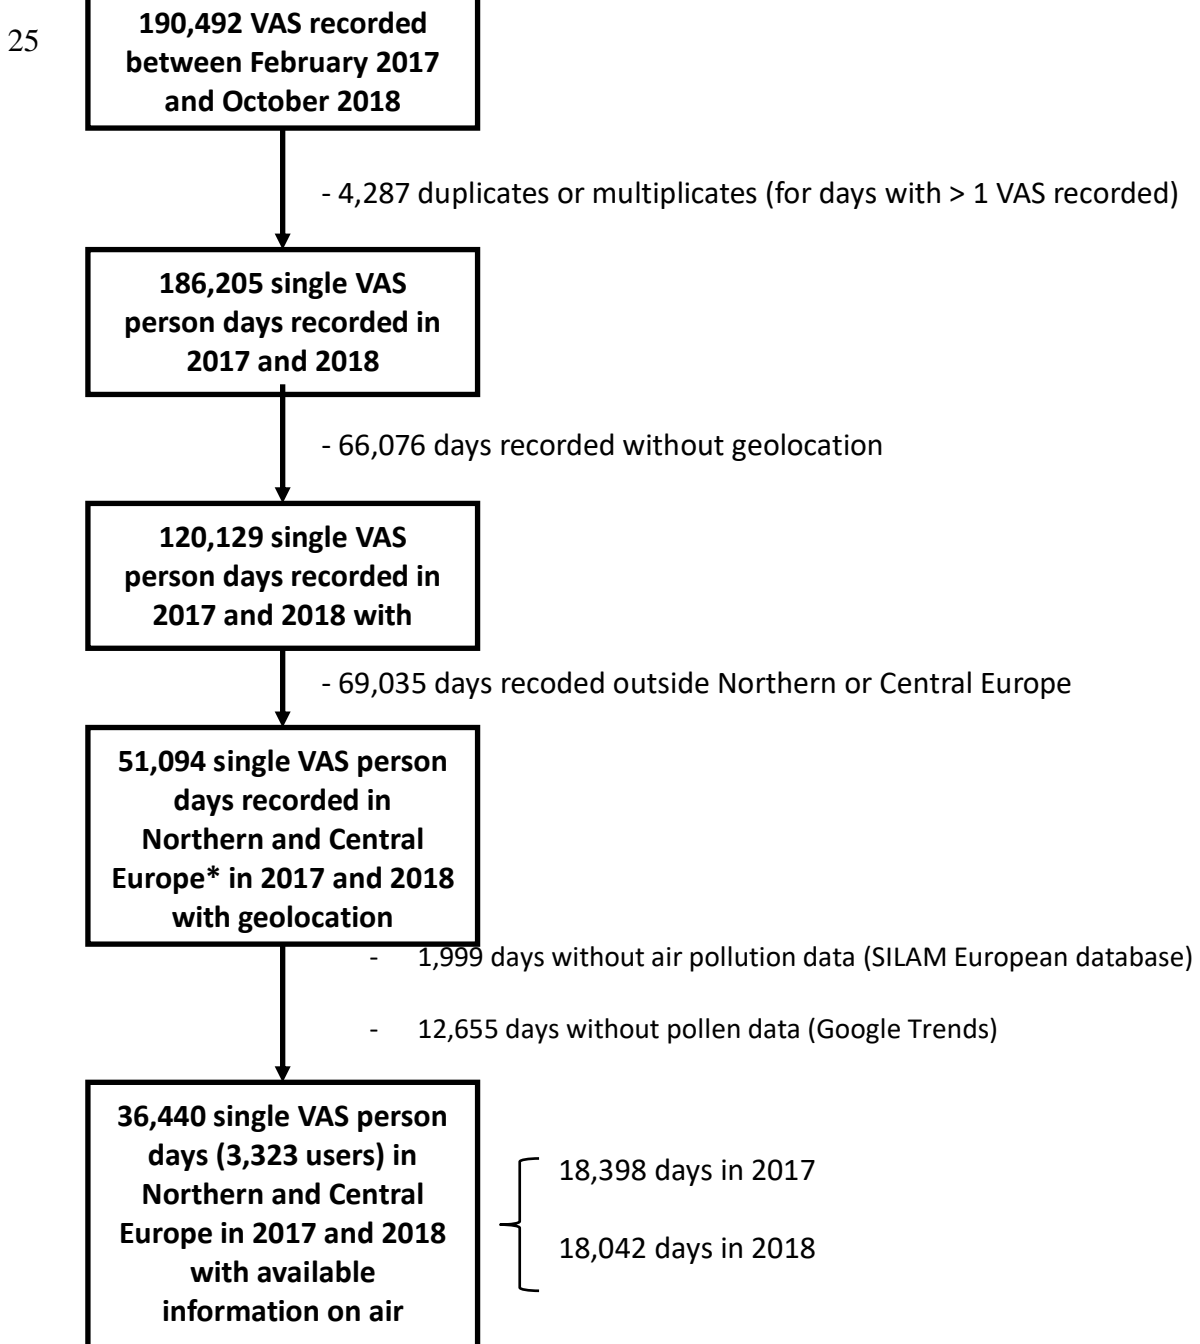 25
190,492 VAS recorded
between February 2017
and October 2018
- 4,287 duplicates or multiplicates (for days with > 1 VAS recorded)
186,205 single VAS
person days recorded in
2017 and 2018
- 66,076 days recorded without geolocation
120,129 single VAS
person days recorded in
2017 and 2018 with
- 69,035 days recoded outside Northern or Central Europe
51,094 single VAS person
days recorded in
Northern and Central
Europe* in 2017 and 2018
with geolocation
- 1,999 days without air pollution data (SILAM European database)
- 12,655 days without pollen data (Google Trends)
36,440 single VAS person
days (3,323 users) in
Northern and Central
Europe in 2017 and 2018
with available
information on air
18,398 days in 2017
18,042 days in 2018